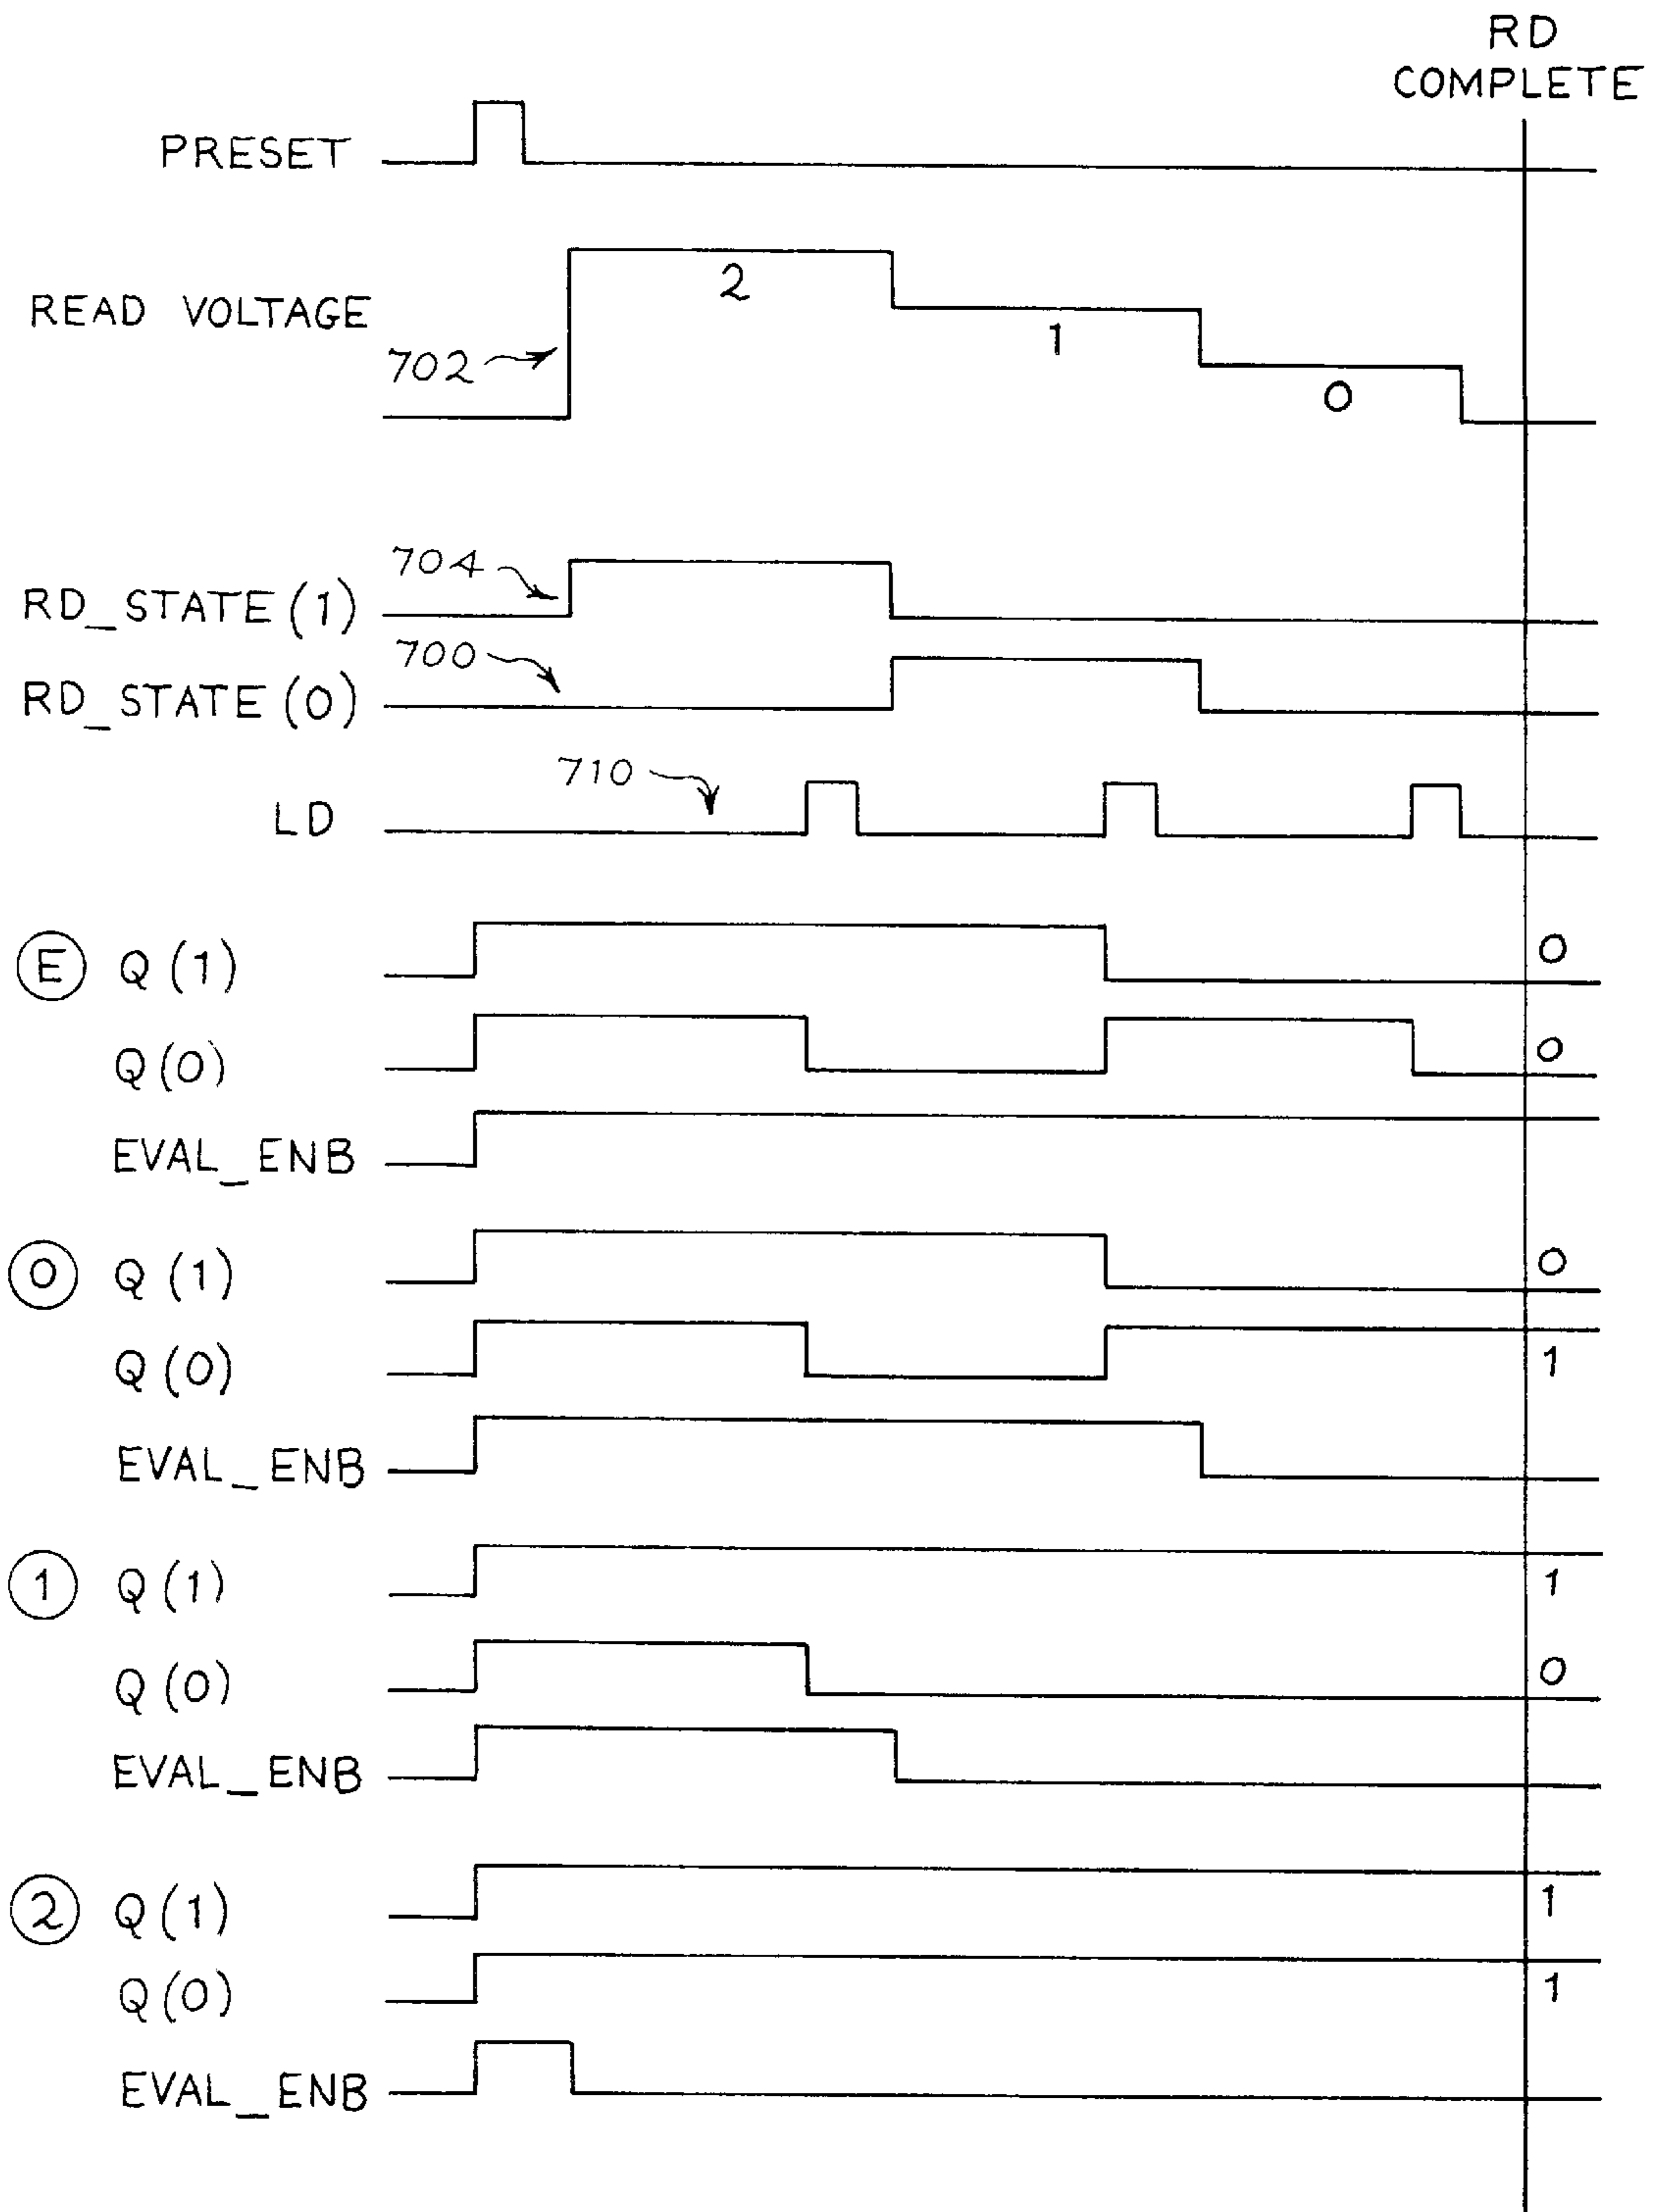 RD
COMPLETE
PRESET
READ VOLTAGE
2
1
0
702
RD_STATE (1)
704
RD_STATE (0)
700
LD
710
E Q (1)
0
Q (0)
0
EVAL_ENB
0 Q (1)
0
Q (0)
1
EVAL_ENB
1 Q (1)
1
Q (0)
0
EVAL_ENB
2 Q (1)
1
Q (0)
1
EVAL_ENB